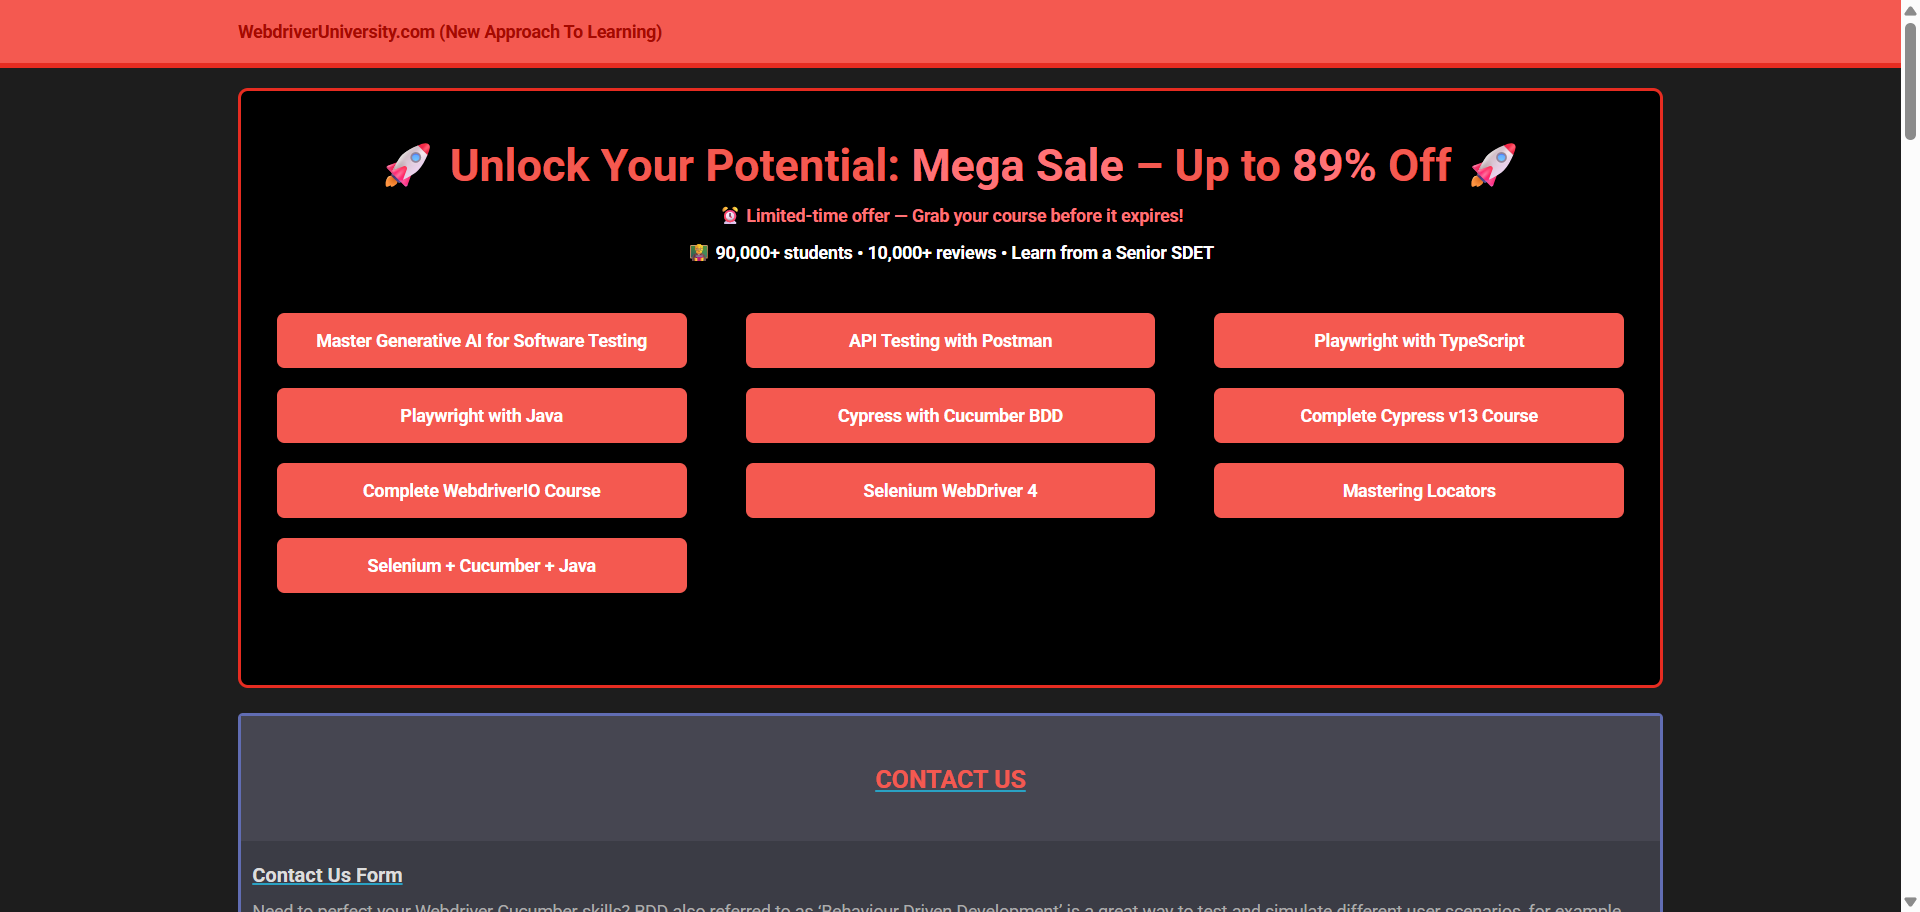 WebdriverUniversity.com (New Approach To Learning)
🚀 Unlock Your Potential: Mega Sale – Up to 89% Off 🚀
⏰ Limited-time offer — Grab your course before it expires!
👩‍🏫 90,000+ students • 10,000+ reviews • Learn from a Senior SDET
Master Generative AI for Software Testing
API Testing with Postman
Playwright with TypeScript
Playwright with Java
Cypress with Cucumber BDD
Complete Cypress v13 Course
Complete WebdriverIO Course
Selenium WebDriver 4
Mastering Locators
Selenium + Cucumber + Java
CONTACT US
Contact Us Form
Need to perfect your Webdriver Cucumber skills? BDD also referred to as ‘Behaviour Driven Development’ is a great way to test and simulate different user scenarios, for example